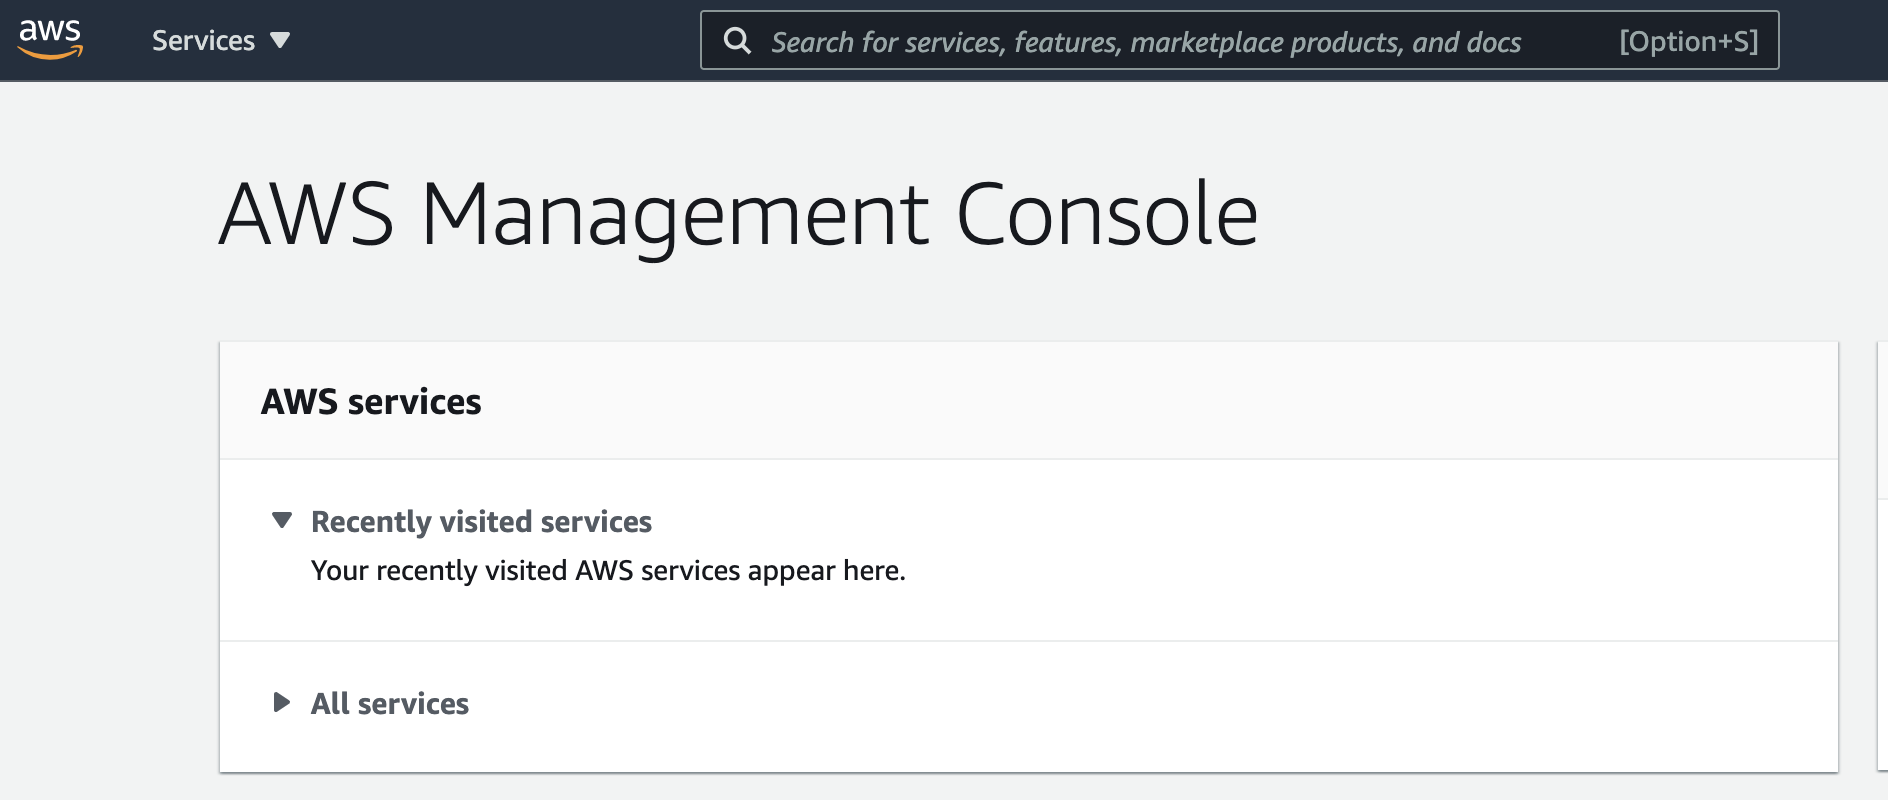 aws Services Search for services, features, marketplace products, and docs [Option+S]
AWS Management Console
AWS services
Recently visited services
Your recently visited AWS services appear here.
All services